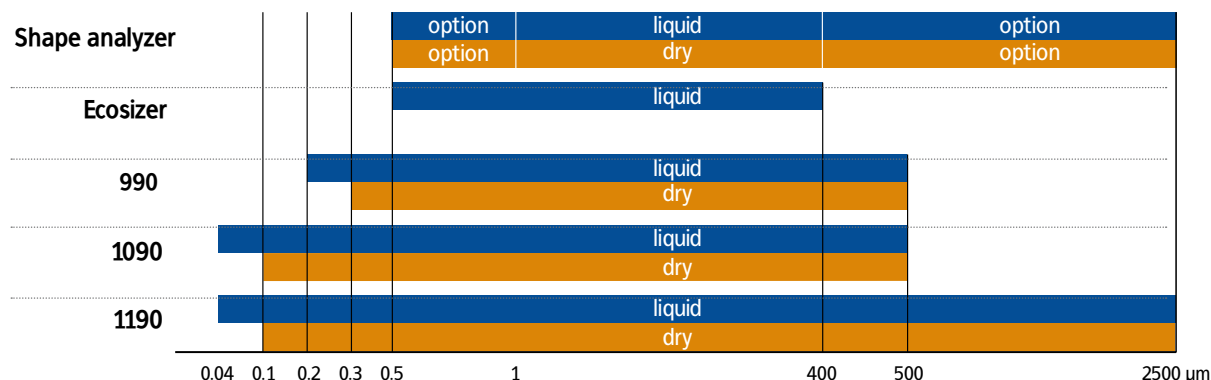 option liquid option
Shape analyzer
option dry option
liquid
Ecosizer
liquid
990
dry
liquid
1090
dry
liquid
1190
dry
0.04 0.1 0.2 0.3 0.5 1 400 500 2500 um